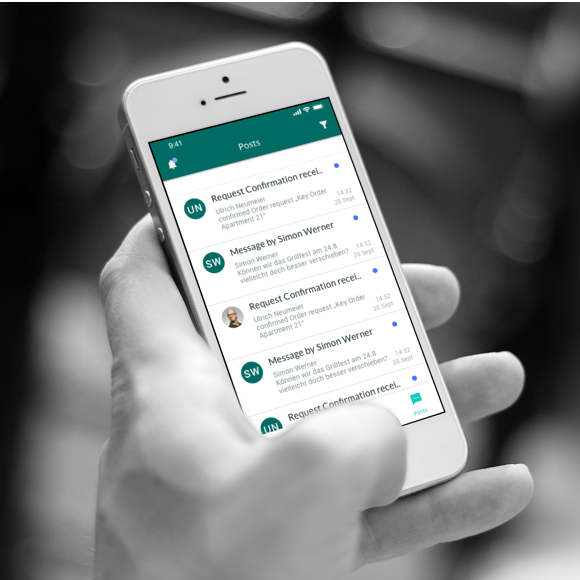 9:41
Posts
UN
Request Confirmation recei..
Ulrich Neumeier
confirmed Order request „Key Order
Apartment 21"
14:32
20.Sept
SW
Message by Simon Werner
Simon Werner
Können wir das Grillfest am 24.8
vielleicht doch besser verschieben?
14:32
20.Sept
Request Confirmation recei..
Ulrich Neumeier
confirmed Order request „Key Order
Apartment 21"
14:32
20.Sept
SW
Message by Simon Werner
Simon Werner
Können wir das Grillfest am 24.8
vielleicht doch besser verschieben?
14:32
20.Sept
UN
Request Confirmation recei..
Posts